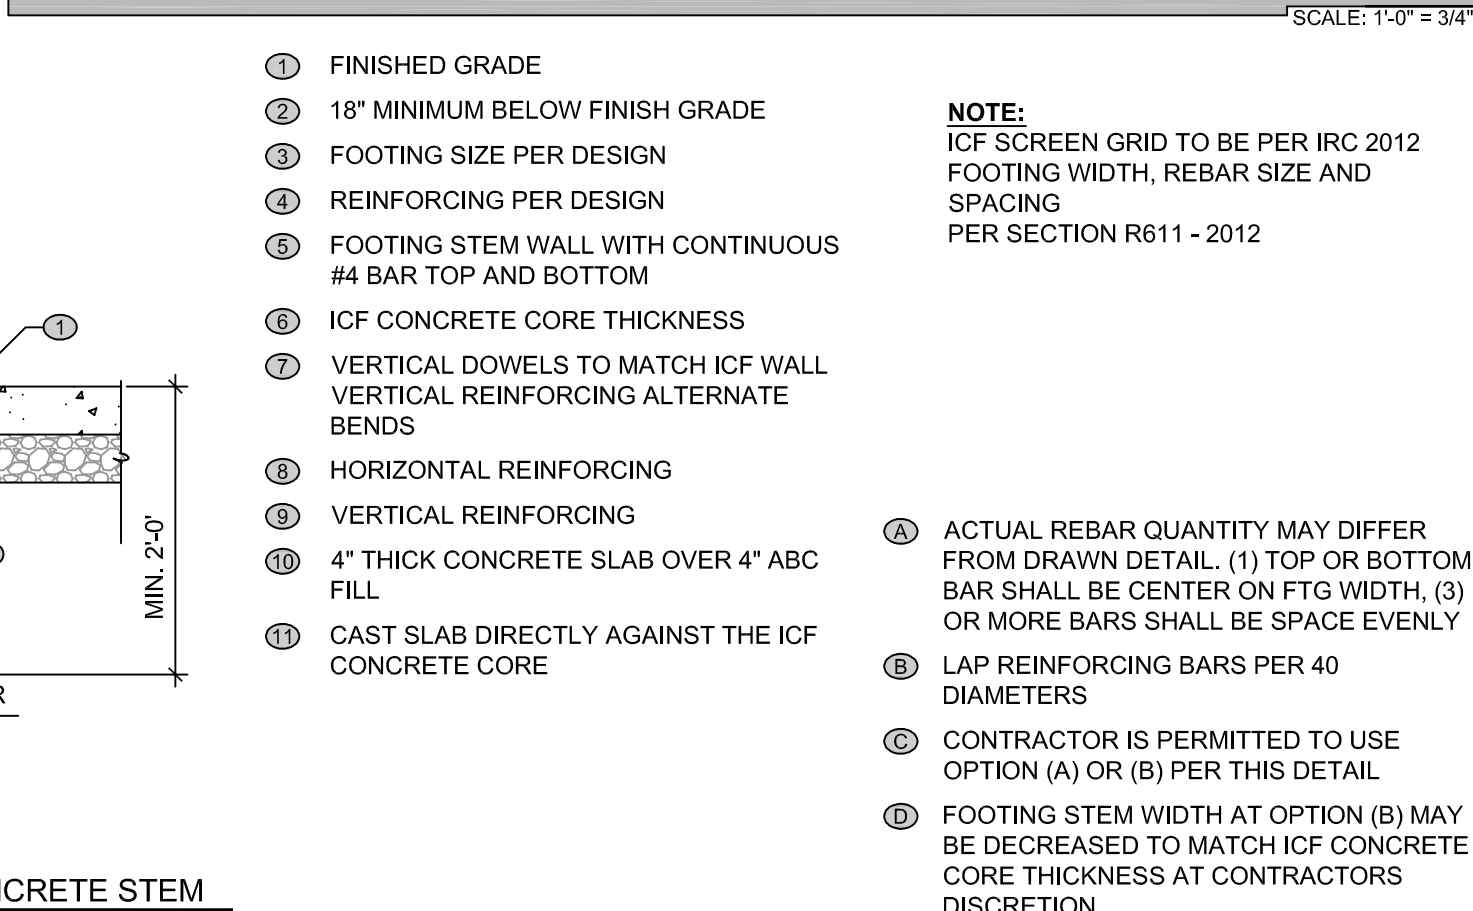 SCALE: 1'-0" = 3/4"
1 FINISHED GRADE
2 18" MINIMUM BELOW FINISH GRADE
3 FOOTING SIZE PER DESIGN
4 REINFORCING PER DESIGN
5 FOOTING STEM WALL WITH CONTINUOUS
#4 BAR TOP AND BOTTOM
6 ICF CONCRETE CORE THICKNESS
7 VERTICAL DOWELS TO MATCH ICF WALL
VERTICAL REINFORCING ALTERNATE
BENDS
8 HORIZONTAL REINFORCING
9 VERTICAL REINFORCING
10 4" THICK CONCRETE SLAB OVER 4" ABC
FILL
11 CAST SLAB DIRECTLY AGAINST THE ICF
CONCRETE CORE
NOTE:
ICF SCREEN GRID TO BE PER IRC 2012
FOOTING WIDTH, REBAR SIZE AND
SPACING
PER SECTION R611 - 2012
A ACTUAL REBAR QUANTITY MAY DIFFER
FROM DRAWN DETAIL. (1) TOP OR BOTTOM
BAR SHALL BE CENTER ON FTG WIDTH, (3)
OR MORE BARS SHALL BE SPACE EVENLY
B LAP REINFORCING BARS PER 40
DIAMETERS
C CONTRACTOR IS PERMITTED TO USE
OPTION (A) OR (B) PER THIS DETAIL
D FOOTING STEM WIDTH AT OPTION (B) MAY
BE DECREASED TO MATCH ICF CONCRETE
CORE THICKNESS AT CONTRACTORS
DISCRETION
1
MIN. 2'-0'
R
NCRETE STEM